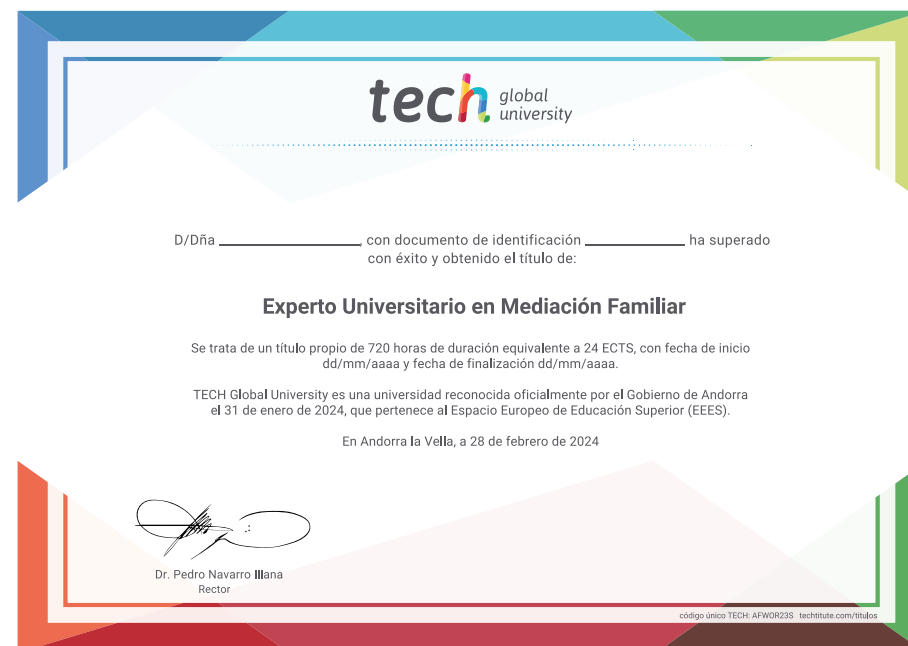 tech global university
D/Dña ____________________, con documento de identificación ______________ ha superado
con éxito y obtenido el título de:
Experto Universitario en Mediación Familiar
Se trata de un título propio de 720 horas de duración equivalente a 24 ECTS, con fecha de inicio
dd/mm/aaaa y fecha de finalización dd/mm/aaaa.
TECH Global University es una universidad reconocida oficialmente por el Gobierno de Andorra
el 31 de enero de 2024, que pertenece al Espacio Europeo de Educación Superior (EEES).
En Andorra la Vella, a 28 de febrero de 2024
Dr. Pedro Navarro Illana
Rector
código único TECH: AFWOR23S techtitute.com/titulos